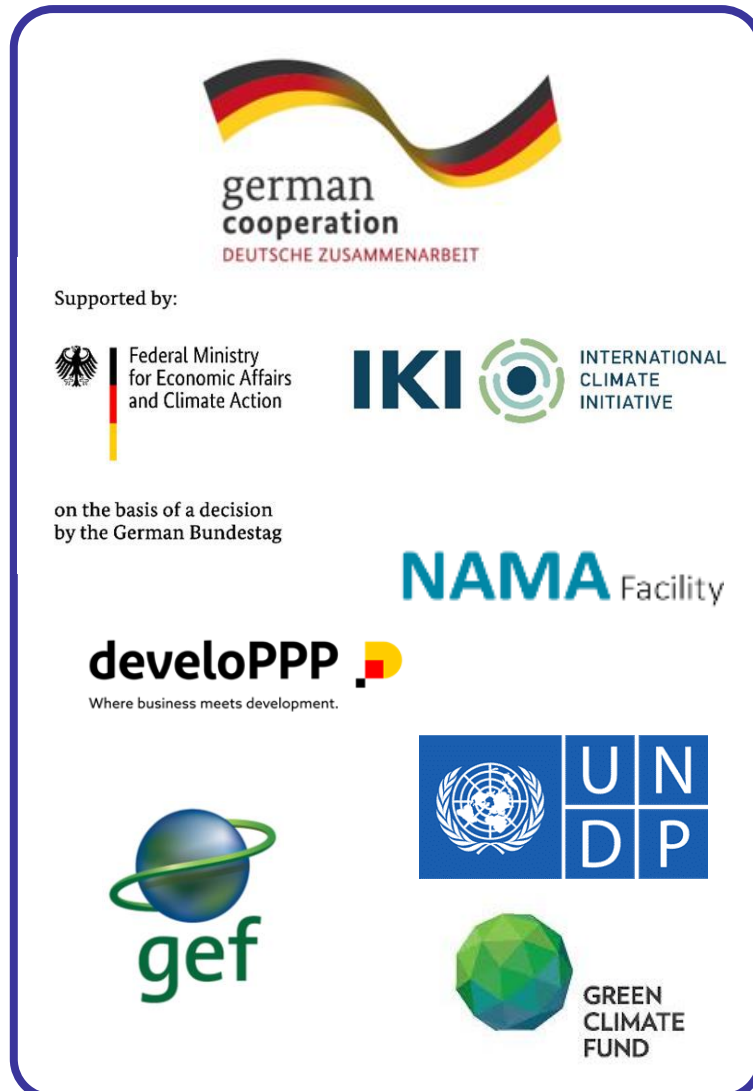 german
cooperation
DEUTSCHE ZUSAMMENARBEIT
Supported by:
Federal Ministry
for Economic Affairs
and Climate Action
IKI
INTERNATIONAL
CLIMATE
INITIATIVE
on the basis of a decision
by the German Bundestag
NAMA Facility
develoPPP
Where business meets development.
UN
DP
gef
GREEN
CLIMATE
FUND